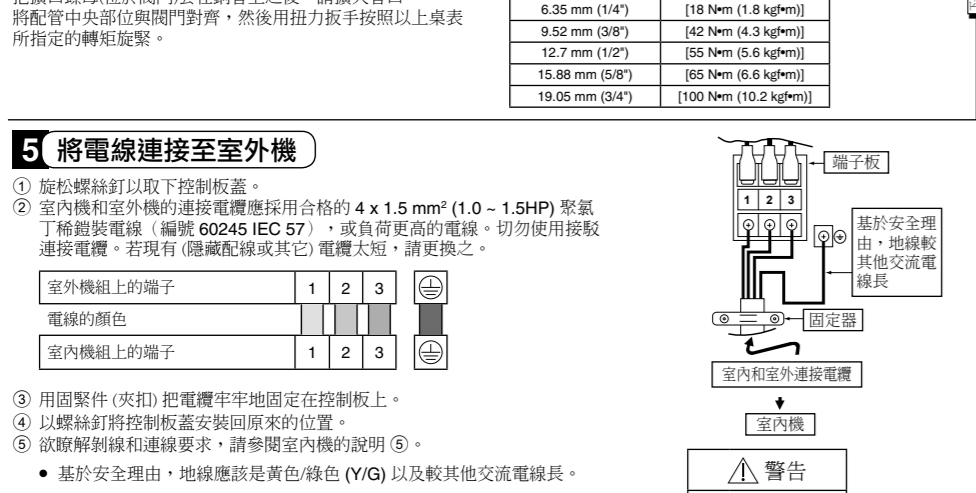 將配管中央部位與閥門對齊，然後用扭力扳手按照以上桌表
所指定的轉矩旋緊。
6.35 mm (1/4") [18 N•m (1.8 kgf•m)]
9.52 mm (3/8") [42 N•m (4.3 kgf•m)]
12.7 mm (1/2") [55 N•m (5.6 kgf•m)]
15.88 mm (5/8") [65 N•m (6.6 kgf•m)]
19.05 mm (3/4") [100 N•m (10.2 kgf•m)]
5 將電線連接至室外機
① 旋松螺絲釘以取下控制板蓋。
② 室內機和室外機的連接電纜應採用合格的 4 x 1.5 mm² (1.0 ~ 1.5HP) 聚氯
丁稀鎧裝電線（編號 60245 IEC 57），或負荷更高的電線。切勿使用接駁
連接電纜。若現有 (隱藏配線或其它) 電纜太短，請更換之。
室外機組上的端子 1 2 3
電線的顏色
室內機組上的端子 1 2 3
③ 用固緊件 (夾扣) 把電纜牢牢地固定在控制板上。
④ 以螺絲釘將控制板蓋安裝回原來的位置。
⑤ 欲瞭解剝線和連線要求，請參閱室內機的說明 ⑤。
• 基於安全理由，地線應該是黃色/綠色 (Y/G) 以及較其他交流電線長。
端子板
1 2 3
基於安全理
由，地線較
其他交流電
線長
固定器
室內和室外連接電纜
室內機
警告